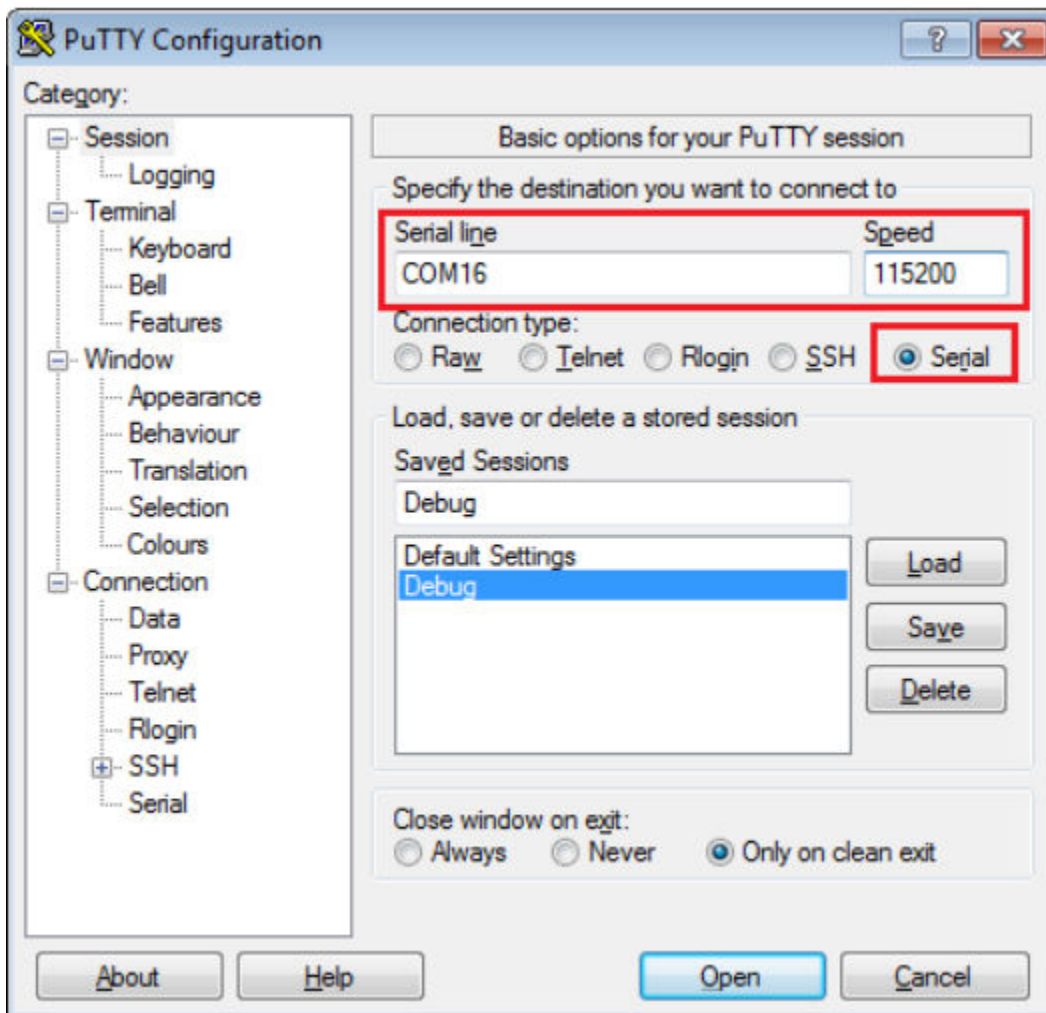 PuTTY Configuration
Category:
Session
Logging
Terminal
Keyboard
Bell
Features
Window
Appearance
Behaviour
Translation
Selection
Colours
Connection
Data
Proxy
Telnet
Rlogin
SSH
Serial
Basic options for your PuTTY session
Specify the destination you want to connect to
Serial line Speed
COM16 115200
Connection type:
Raw Telnet Rlogin SSH Serial
Load, save or delete a stored session
Saved Sessions
Debug
Default Settings
Debug
Load
Save
Delete
Close window on exit:
Always Never Only on clean exit
About Help Open Cancel